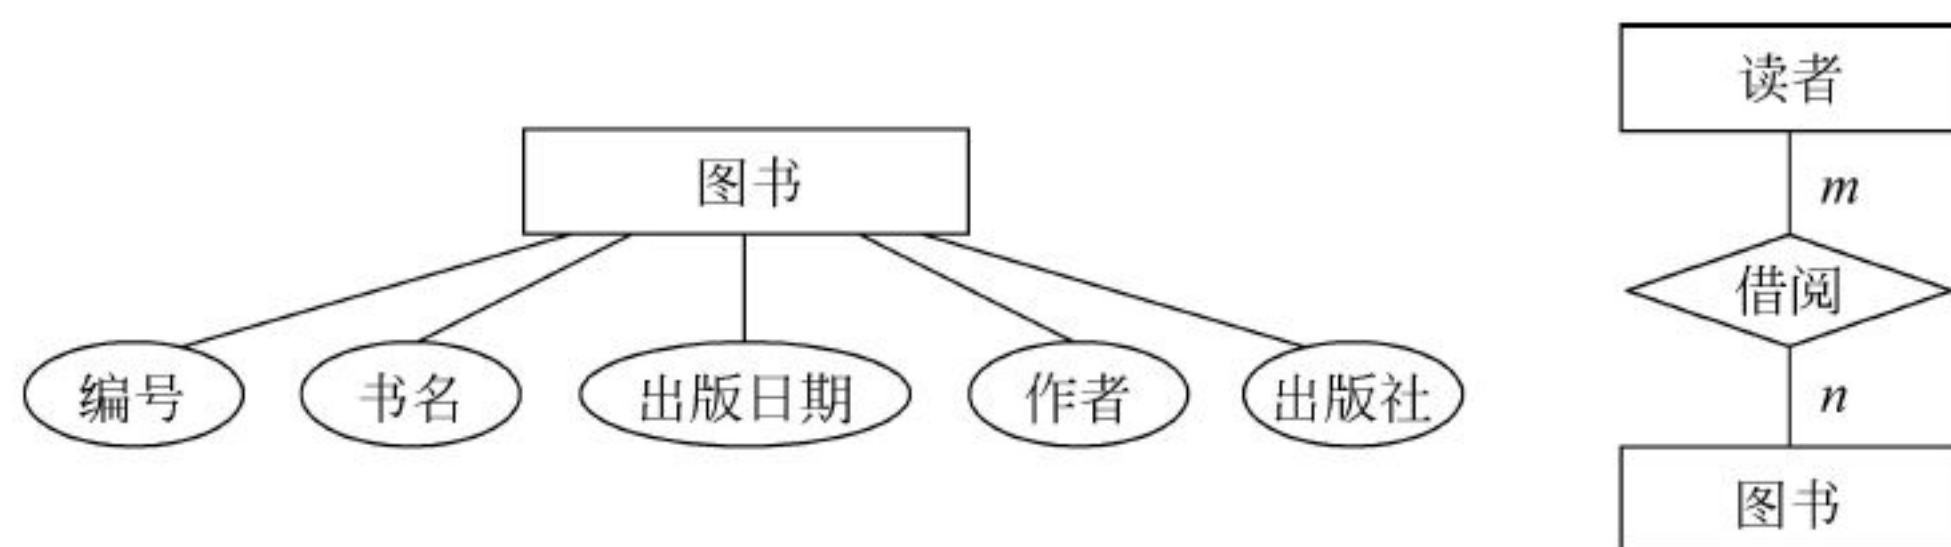 图书
编号 书名 出版日期 作者 出版社
读者
m
借阅
n
图书